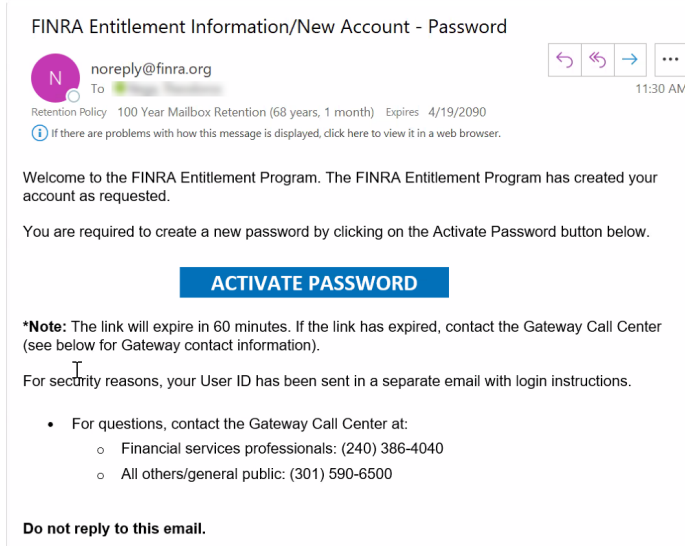 FINRA Entitlement Information/New Account - Password
N
noreply@finra.org
To
11:30 AM
Retention Policy 100 Year Mailbox Retention (68 years, 1 month) Expires 4/19/2090
If there are problems with how this message is displayed, click here to view it in a web browser.
Welcome to the FINRA Entitlement Program. The FINRA Entitlement Program has created your
account as requested.
You are required to create a new password by clicking on the Activate Password button below.
ACTIVATE PASSWORD
*Note: The link will expire in 60 minutes. If the link has expired, contact the Gateway Call Center
(see below for Gateway contact information).
For security reasons, your User ID has been sent in a separate email with login instructions.
• For questions, contact the Gateway Call Center at:
o Financial services professionals: (240) 386-4040
o All others/general public: (301) 590-6500
Do not reply to this email.